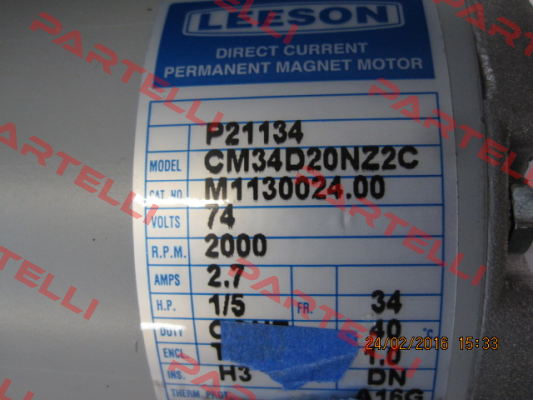 LEESON
DIRECT CURRENT
PERMANENT MAGNET MOTOR
P21134
MODEL CM34D20NZ2C
CAT. NO. M1130024.00
VOLTS 74
R.P.M. 2000
AMPS 2.7
H.P. 1/5 FR. 34
DUTY 40 °C
ENCL 1.0
INS. H3 DN
THERM. PROT. A16G
24/02/2016 15:33
PARTELLI
PARTELLI
PARTELLI
PARTELLI